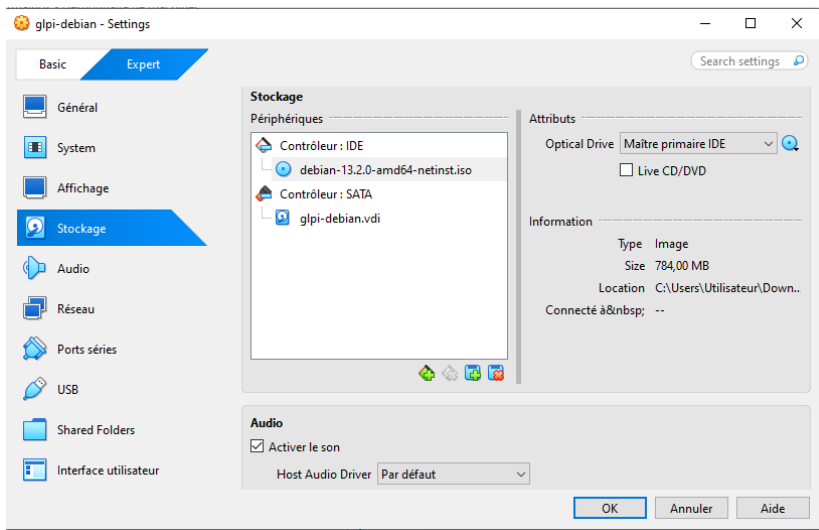 glpi-debian - Settings
Basic
Expert
Search settings
Général
System
Affichage
Stockage
Audio
Réseau
Ports séries
USB
Shared Folders
Interface utilisateur
Stockage
Périphériques
Contrôleur : IDE
debian-13.2.0-amd64-netinst.iso
Contrôleur : SATA
glpi-debian.vdi
Attributs
Optical Drive Maître primaire IDE
Live CD/DVD
Information
Type Image
Size 784,00 MB
Location C:\Users\Utilisateur\Down...
Connecté à&nbsp; --
Audio
Activer le son
Host Audio Driver Par défaut
OK
Annuler
Aide